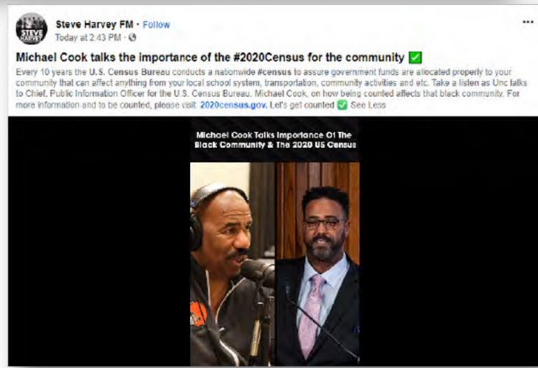 Steve Harvey FM · Follow
Today at 2:43 PM ·
Michael Cook talks the importance of the #2020Census for the community ✅
Every 10 years the U.S. Census Bureau conducts a nationwide #census to assure government funds are allocated properly to your
community that can affect anything from your local school system, transportation, community activities and etc. Take a listen as Unc talks
to Chief, Public Information Officer for the U.S. Census Bureau, Michael Cook, on how being counted affects that black community. For
more information and to be counted, please visit 2020census.gov. Let's get counted ✅ See Less
Michael Cook Talks Importance Of The
Black Community & The 2020 US Census
STEVE
HARVEY